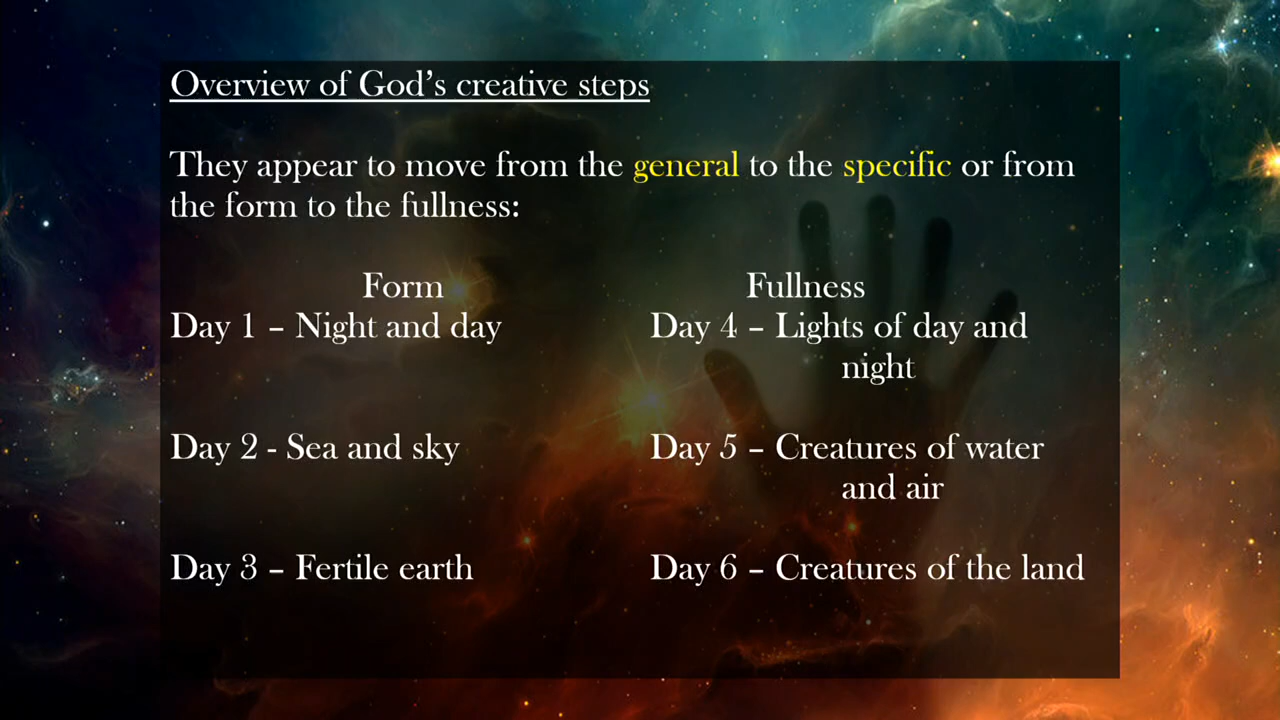 Overview of God's creative steps
They appear to move from the general to the specific or from
the form to the fullness:
Form Fullness
Day 1 – Night and day Day 4 – Lights of day and
night
Day 2 - Sea and sky Day 5 – Creatures of water
and air
Day 3 – Fertile earth Day 6 – Creatures of the land